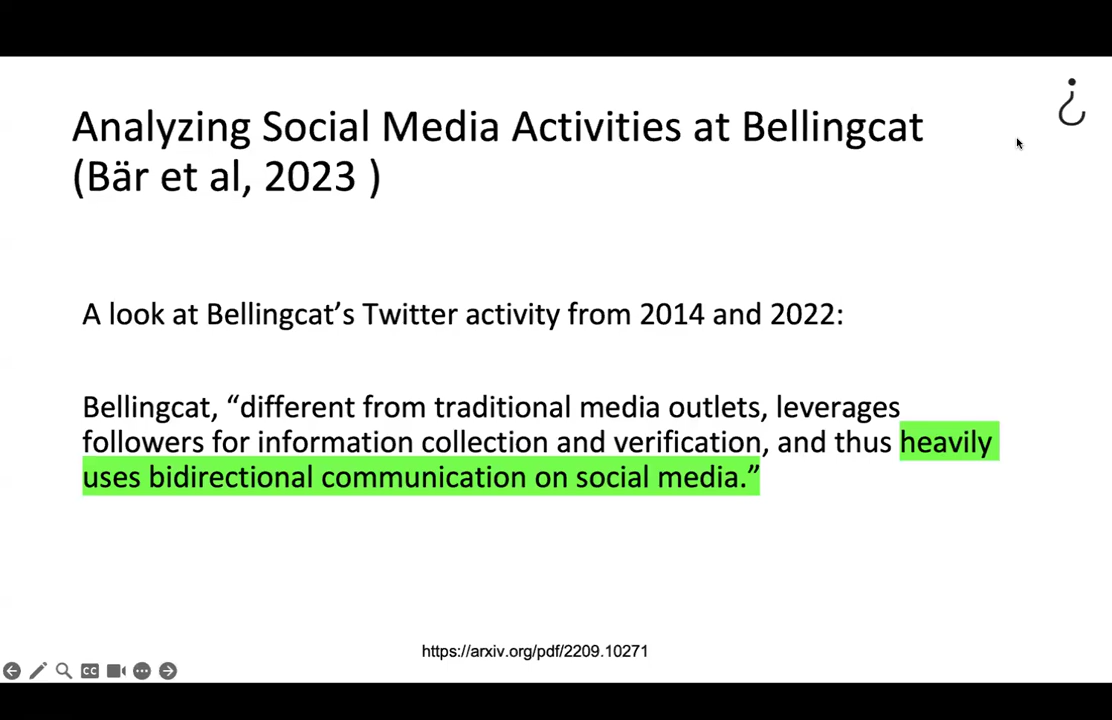 Analyzing Social Media Activities at Bellingcat
(Bär et al, 2023 )
A look at Bellingcat’s Twitter activity from 2014 and 2022:
Bellingcat, “different from traditional media outlets, leverages
followers for information collection and verification, and thus heavily
uses bidirectional communication on social media.”
https://arxiv.org/pdf/2209.10271
CC